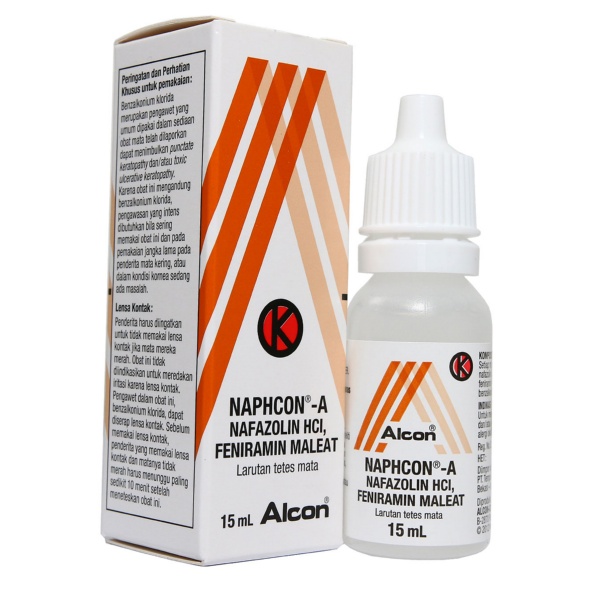 Peringatan dan Perhatian
Khusus untuk pemakaian:
Benzalkonium klorida
merupakan pengawet yang
umum dipakai dalam sediaan
obat mata telah dilaporkan
dapat menimbulkan punctate
keratopathy dan/atau toxic
ulcerative keratopathy.
Karena obat ini mengandung
benzalkonium klorida,
pengawasan yang intens
dibutuhkan bila sering
memakai obat ini dan pada
pemakaian jangka lama pada
penderita mata kering, atau
dalam kondisi kornea sedang
ada masalah.
Lensa Kontak:
Penderita harus diingatkan
untuk tidak memakai lensa
kontak jika mata mereka
merah. Obat ini tidak
diindikasikan untuk meredakan
iritasi karena lensa kontak.
Pengawet dalam obat ini,
benzalkonium klorida, dapat
diserap lensa kontak. Sebelum
memakai lensa kontak,
penderita yang memakai lensa
kontak dan matanya tidak
merah harus menunggu paling
sedikit 10 menit setelah
meneteskan obat ini.
K
NAPHCON®-A
NAFAZOLIN HCl,
FENIRAMIN MALEAT
Larutan tetes mata
15 mL Alcon®
K
Alcon®
NAPHCON®-A
NAFAZOLIN HCl,
FENIRAMIN MALEAT
Larutan tetes mata
15 mL